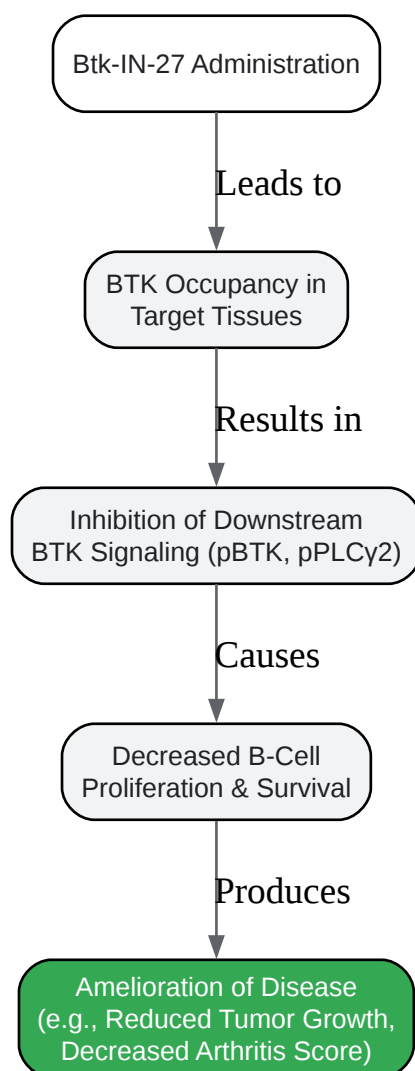 Btk-IN-27 Administration
Leads to
BTK Occupancy in
Target Tissues
Results in
Inhibition of Downstream
BTK Signaling (pBTK, pPLCγ2)
Causes
Decreased B-Cell
Proliferation & Survival
Produces
Amelioration of Disease
(e.g., Reduced Tumor Growth,
Decreased Arthritis Score)